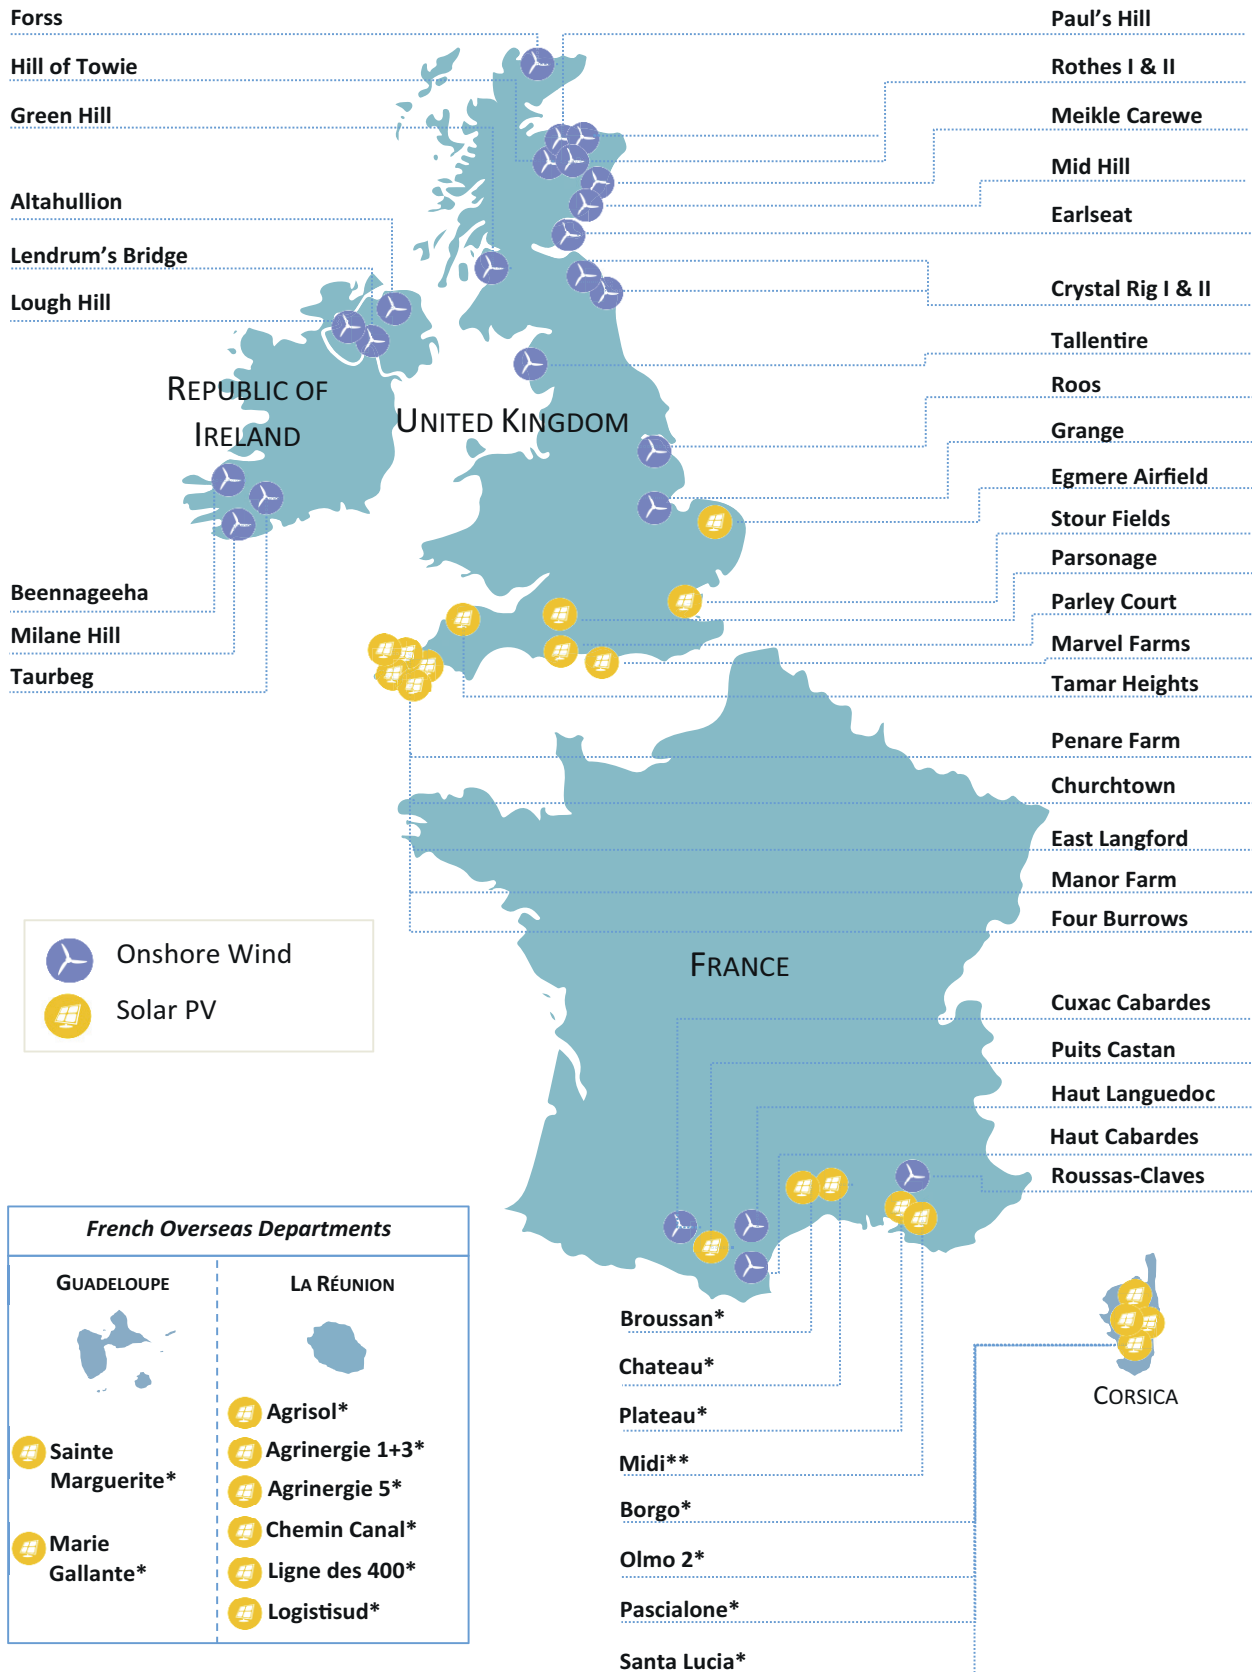 Forss
Hill of Towie
Green Hill
Altahullion
Lendrum's Bridge
Lough Hill
Beennageeha
Milane Hill
Taurbeg
Paul's Hill
Rothes I & II
Meikle Carewe
Mid Hill
Earlseat
Crystal Rig I & II
Tallentire
Roos
Grange
Egmere Airfield
Stour Fields
Parsonage
Parley Court
Marvel Farms
Tamar Heights
Penare Farm
Churchtown
East Langford
Manor Farm
Four Burrows
Cuxac Cabardes
Puits Castan
Haut Languedoc
Haut Cabardes
Roussas-Claves
REPUBLIC OF
IRELAND
UNITED KINGDOM
FRANCE
CORSICA
Onshore Wind
Solar PV
Broussan*
Chateau*
Plateau*
Midi**
Borgo*
Olmo 2*
Pascialone*
Santa Lucia*
French Overseas Departments
GUADELOUPE
Sainte
Marguerite*
Marie
Gallante*
LA RÉUNION
Agrisol*
Agrinergie 1+3*
Agrinergie 5*
Chemin Canal*
Ligne des 400*
Logistisud*